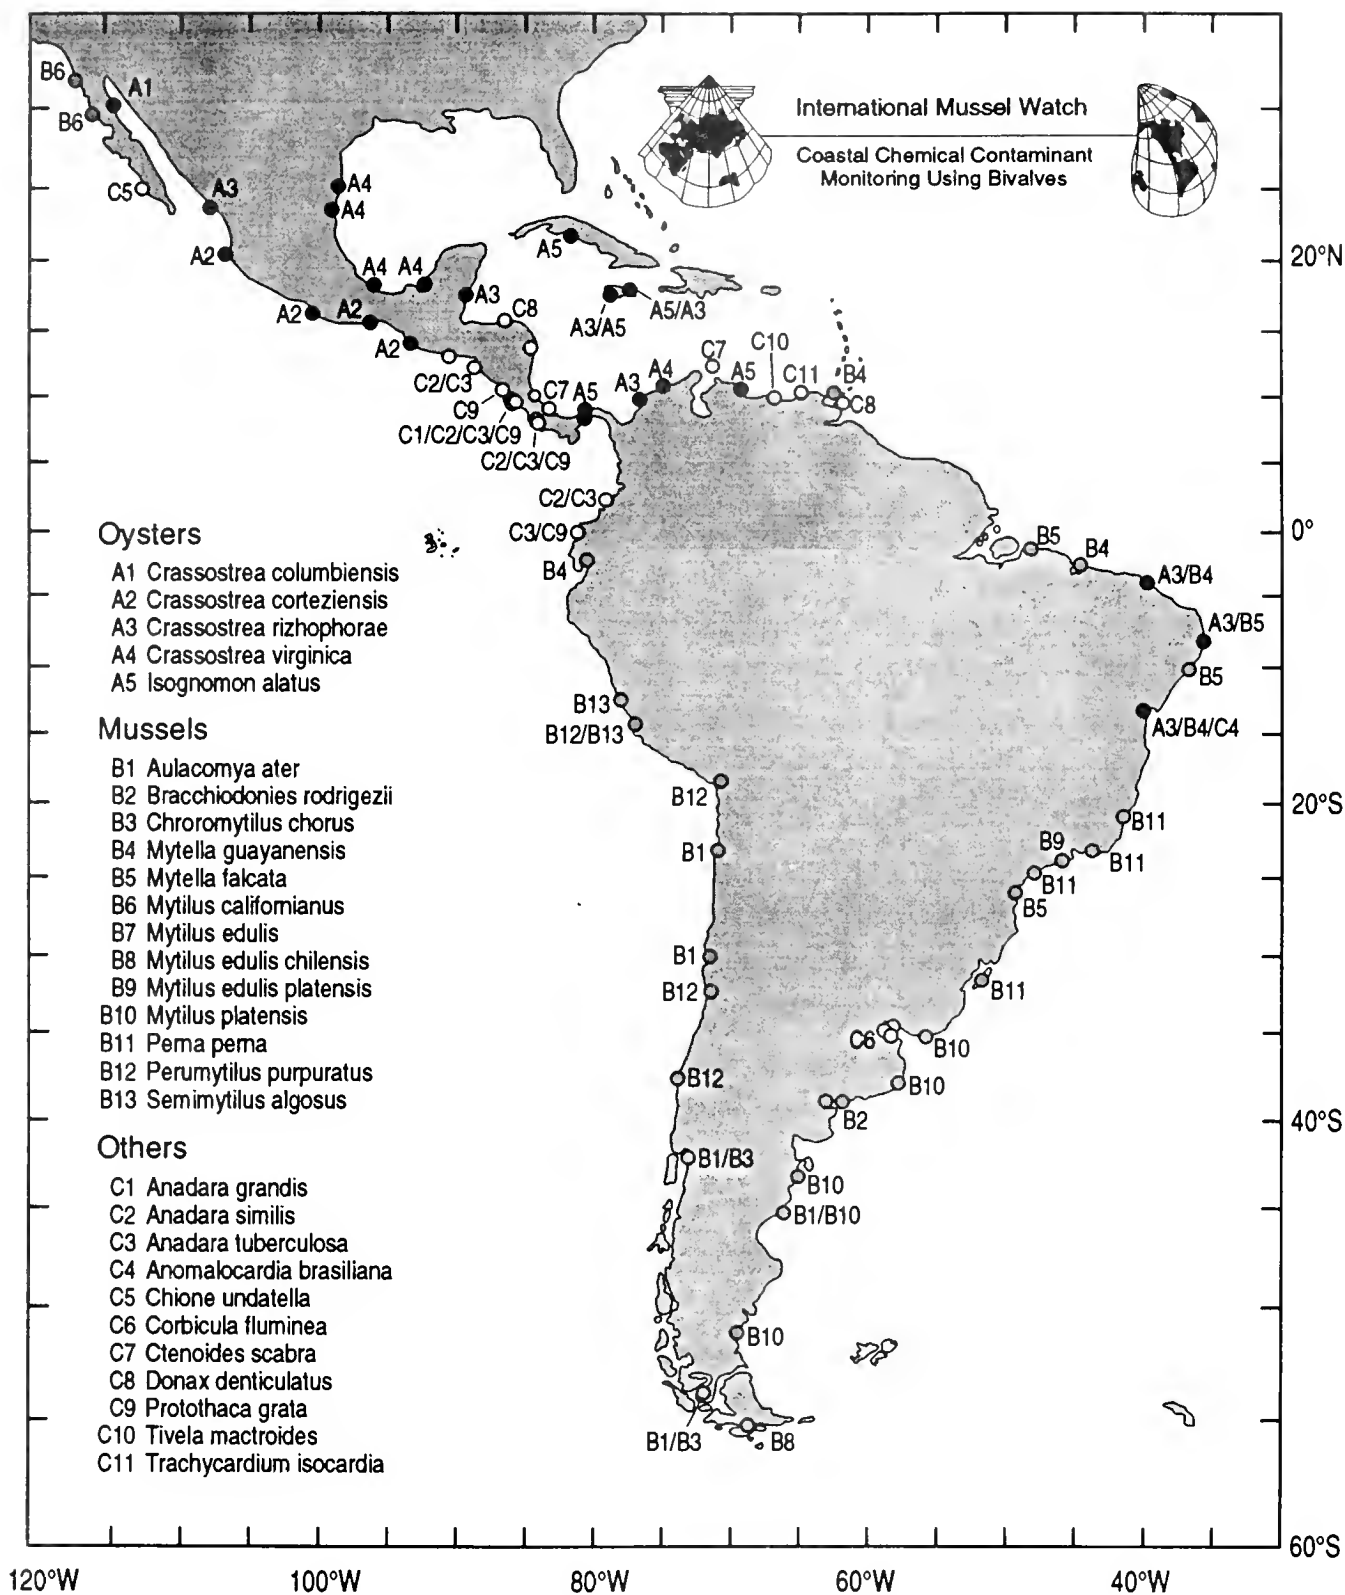 B6
A1
B6
International Mussel Watch
Coastal Chemical Contaminant
Monitoring Using Bivalves
C5
A3
A4
A4
A2
A5
20°N
A4
A4
A3
C8
A5/A3
A3/A5
A2
A2
A2
C2/C3
C9
C1/C2/C3/C9
C2/C3/C9
C7
A5
A3
A4
C7
A5
C10
C11
B4
C8
C2/C3
C3/C9
B4
0°
B5
B4
A3/B4
A3/B5
B5
A3/B4/C4
Oysters
A1 Crassostrea columbiensis
A2 Crassostrea corteziensis
A3 Crassostrea rizhophorae
A4 Crassostrea virginica
A5 Isognomon alatus
Mussels
B1 Aulacomya ater
B2 Bracchiodonies rodrigezii
B3 Chroromytilus chorus
B4 Mytella guayanensis
B5 Mytella falcata
B6 Mytilus californianus
B7 Mytilus edulis
B8 Mytilus edulis chilensis
B9 Mytilus edulis platensis
B10 Mytilus platensis
B11 Perna perna
B12 Perumytilus purpuratus
B13 Semimytilus algosus
Others
C1 Anadara grandis
C2 Anadara similis
C3 Anadara tuberculosa
C4 Anomalocardia brasiliana
C5 Chione undatella
C6 Corbicula fluminea
C7 Ctenoides scabra
C8 Donax denticulatus
C9 Protothaca grata
C10 Tivela mactroides
C11 Trachycardium isocardia
B13
B12/B13
B12
20°S
B11
B1
B9
B11
B11
B5
B1
B12
B11
C6
B10
B12
B10
B2
40°S
B1/B3
B10
B1/B10
B10
B1/B3
B8
60°S
120°W
100°W
80°W
60°W
40°W